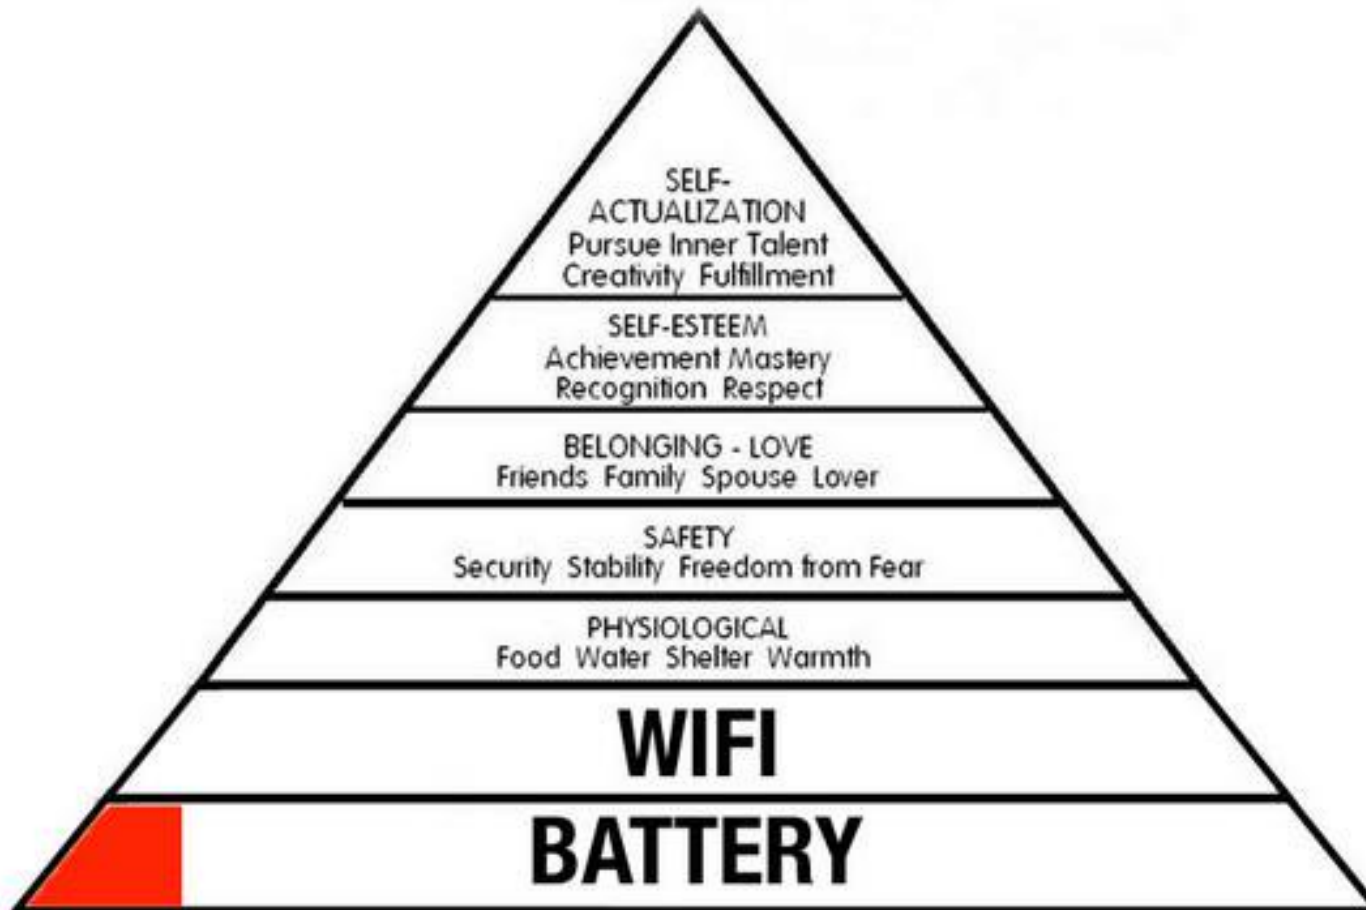 SELF-
ACTUALIZATION
Pursue Inner Talent
Creativity Fulfillment
SELF-ESTEEM
Achievement Mastery
Recognition Respect
BELONGING - LOVE
Friends Family Spouse Lover
SAFETY
Security Stability Freedom from Fear
PHYSIOLOGICAL
Food Water Shelter Warmth
WIFI
BATTERY